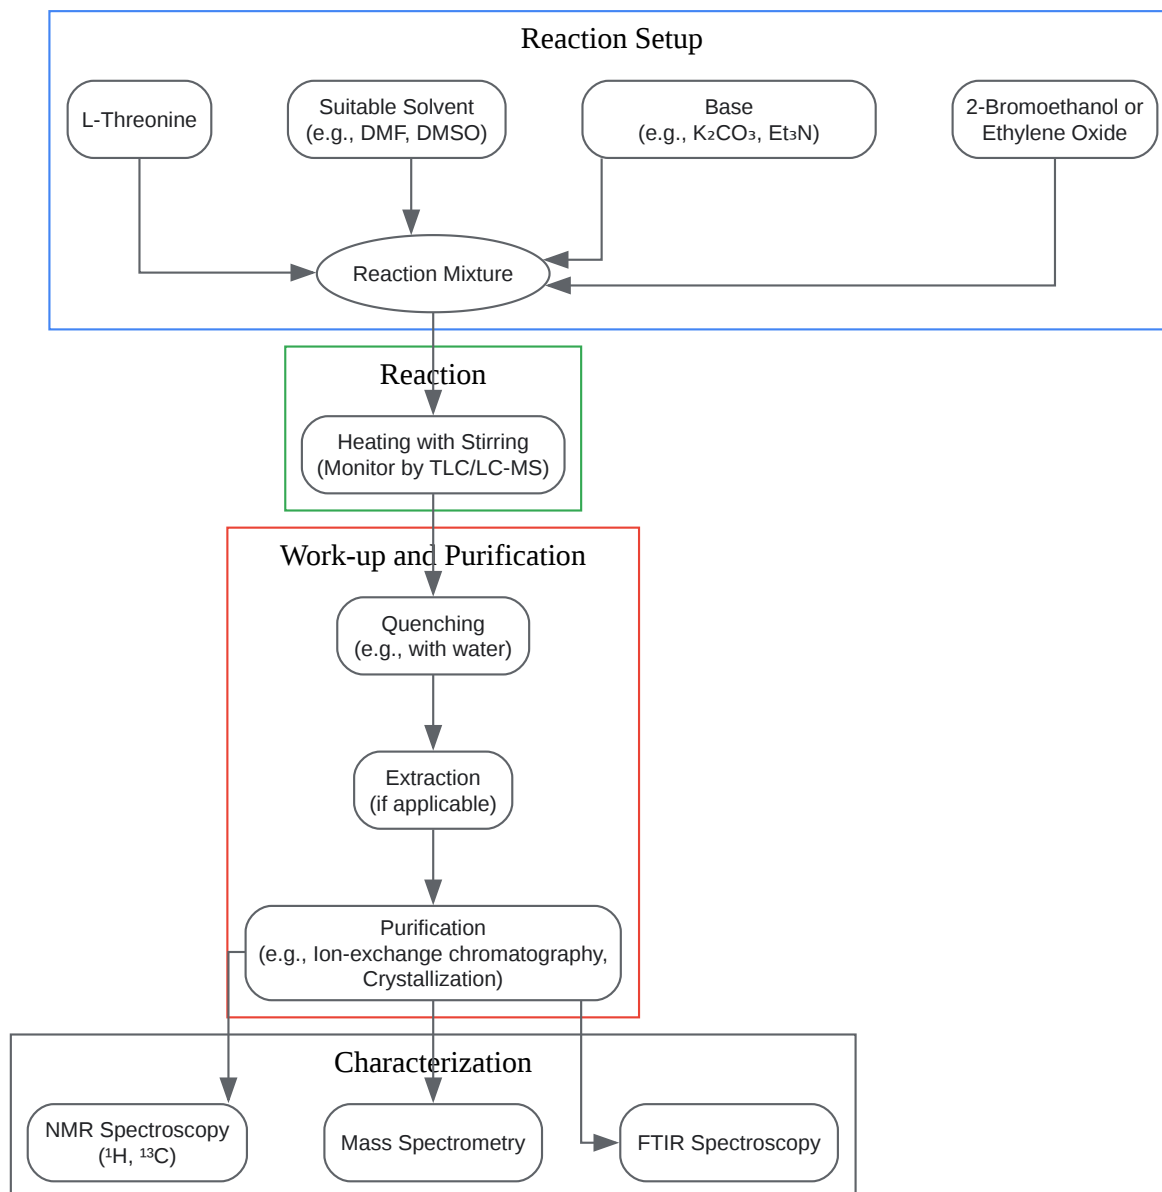 Reaction Setup
L-Threonine
Suitable Solvent
(e.g., DMF, DMSO)
Base
(e.g., K₂CO₃, Et₃N)
2-Bromoethanol or
Ethylene Oxide
Reaction Mixture
Reaction
Heating with Stirring
(Monitor by TLC/LC-MS)
Work-up and Purification
Quenching
(e.g., with water)
Extraction
(if applicable)
Purification
(e.g., Ion-exchange chromatography,
Crystallization)
Characterization
NMR Spectroscopy
(¹H, ¹³C)
Mass Spectrometry
FTIR Spectroscopy